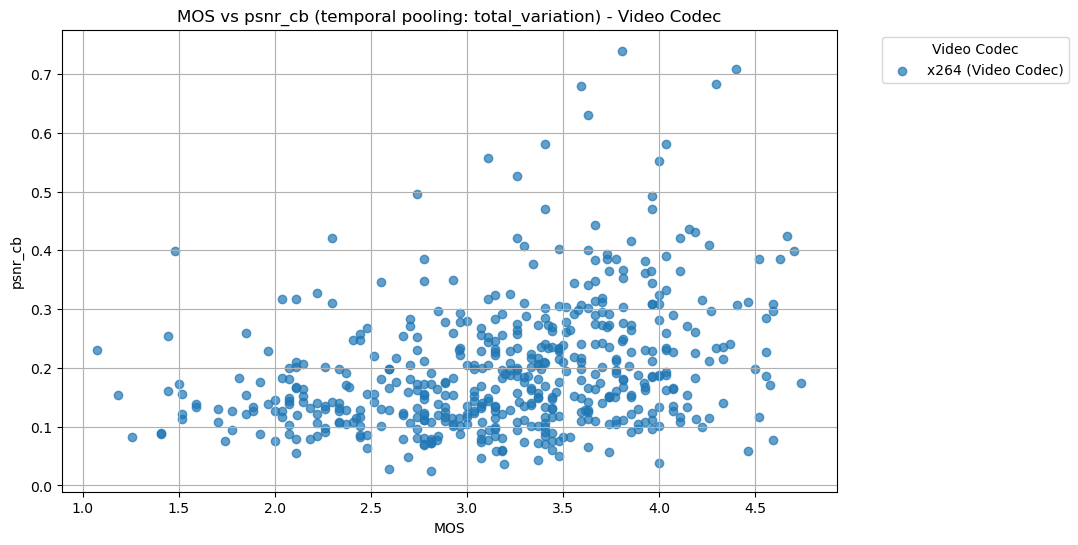 MOS vs psnr_cb (temporal pooling: total_variation) - Video Codec
Video Codec
x264 (Video Codec)
psnr_cb
0.7
0.6
0.5
0.4
0.3
0.2
0.1
0.0
1.0 1.5 2.0 2.5 3.0 3.5 4.0 4.5
MOS